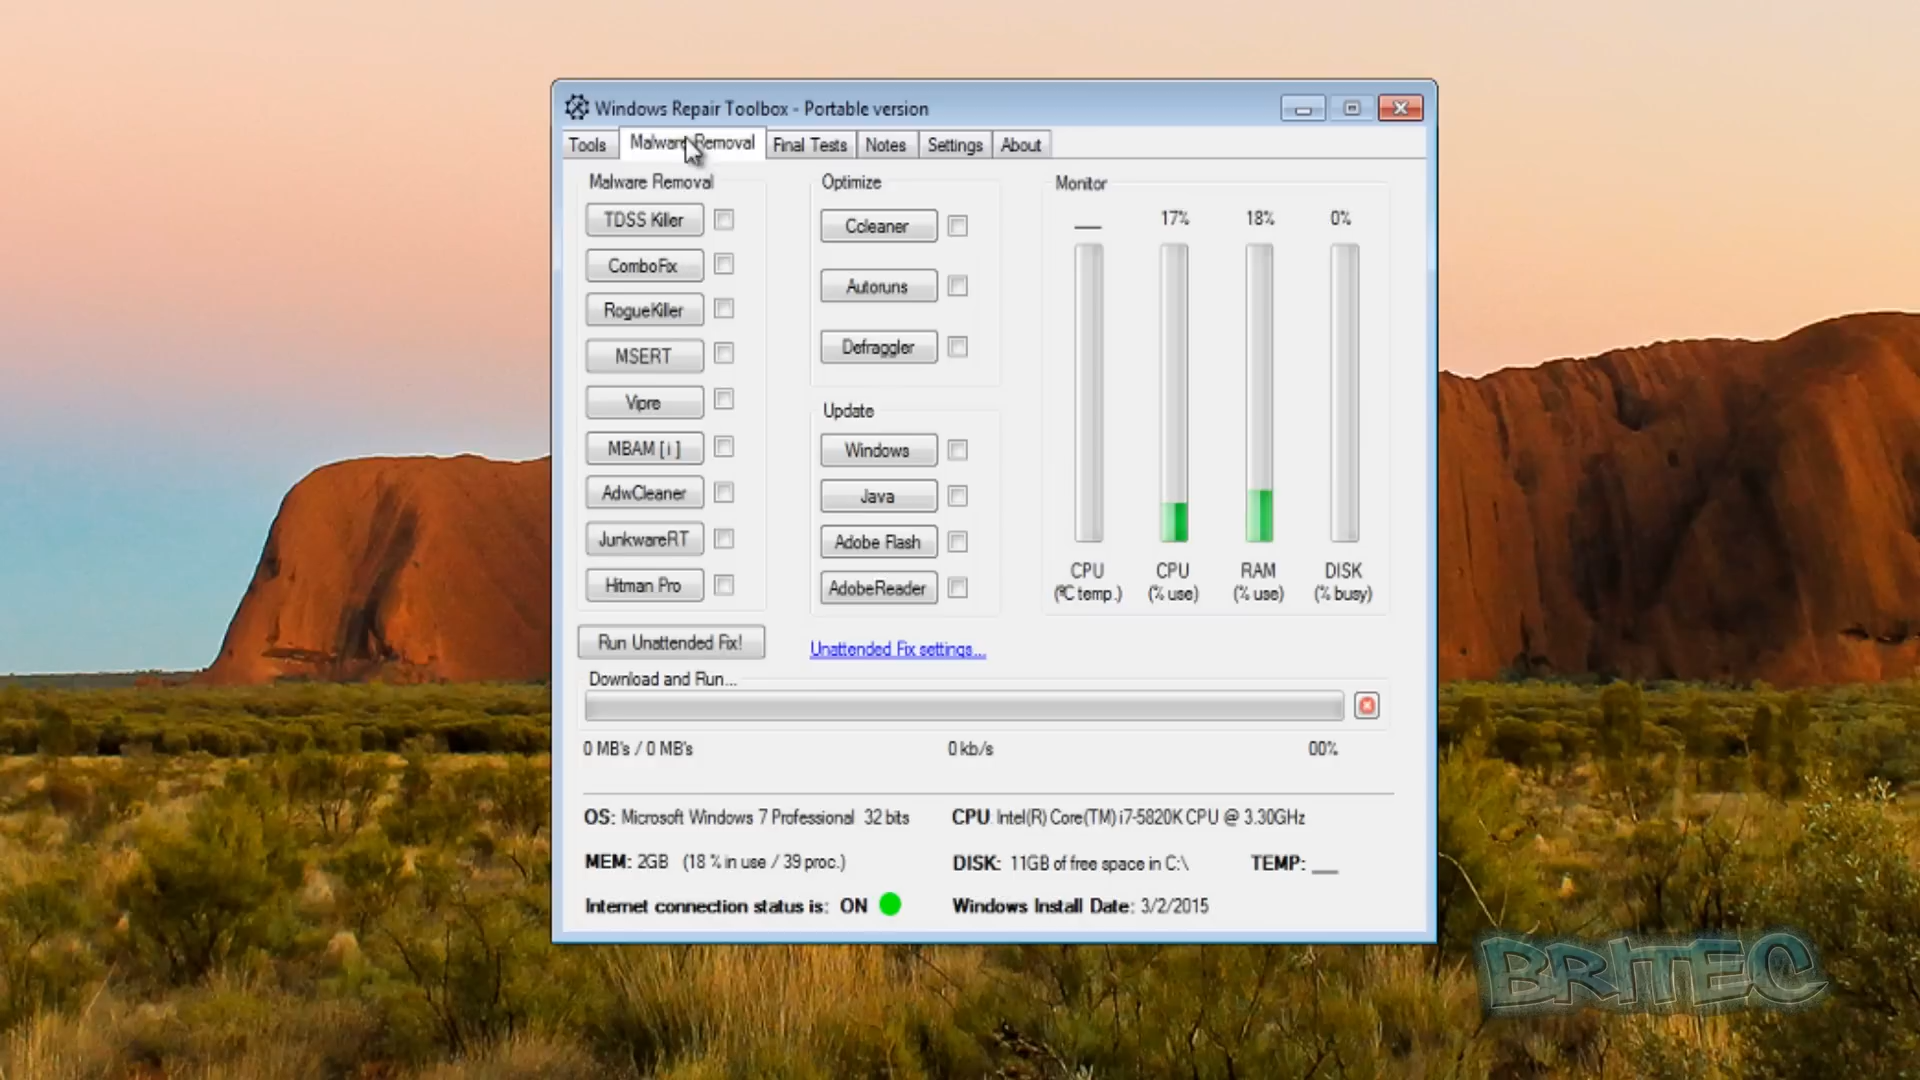 Windows Repair Toolbox - Portable version
Tools Malware Removal Final Tests Notes Settings About
Malware Removal
TDSS Killer
ComboFix
RogueKiller
MSERT
Vipre
MBAM [ i ]
AdwCleaner
JunkwareRT
Hitman Pro
Optimize
Ccleaner
Autoruns
Defraggler
Update
Windows
Java
Adobe Flash
AdobeReader
Monitor
17% 18% 0%
CPU RAM DISK
CPU
(ºC temp.) (% use) (% use) (% busy)
Run Unattended Fix!
Unattended Fix settings...
Download and Run...
0 MB's / 0 MB's 0 kb/s 00%
OS: Microsoft Windows 7 Professional 32 bits CPU Intel(R) Core(TM) i7-5820K CPU @ 3.30GHz
MEM: 2GB (18 % in use / 39 proc.) DISK: 11GB of free space in C:\ TEMP: __
Internet connection status is: ON Windows Install Date: 3/2/2015
BRITEC